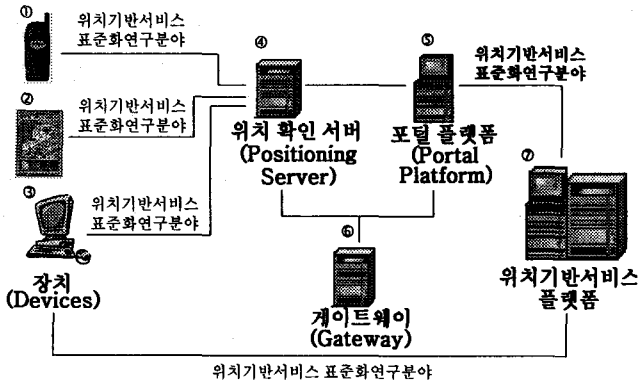 ①
위치기반서비스
표준화연구분야
②
위치기반서비스
표준화연구분야
③
위치기반서비스
표준화연구분야
장치
(Devices)
④
위치 확인 서버
(Positioning
Server)
⑤
포털 플랫폼
(Portal
Platform)
위치기반서비스
표준화연구분야
⑥
게이트웨이
(Gateway)
⑦
위치기반서비스
플랫폼
위치기반서비스 표준화연구분야